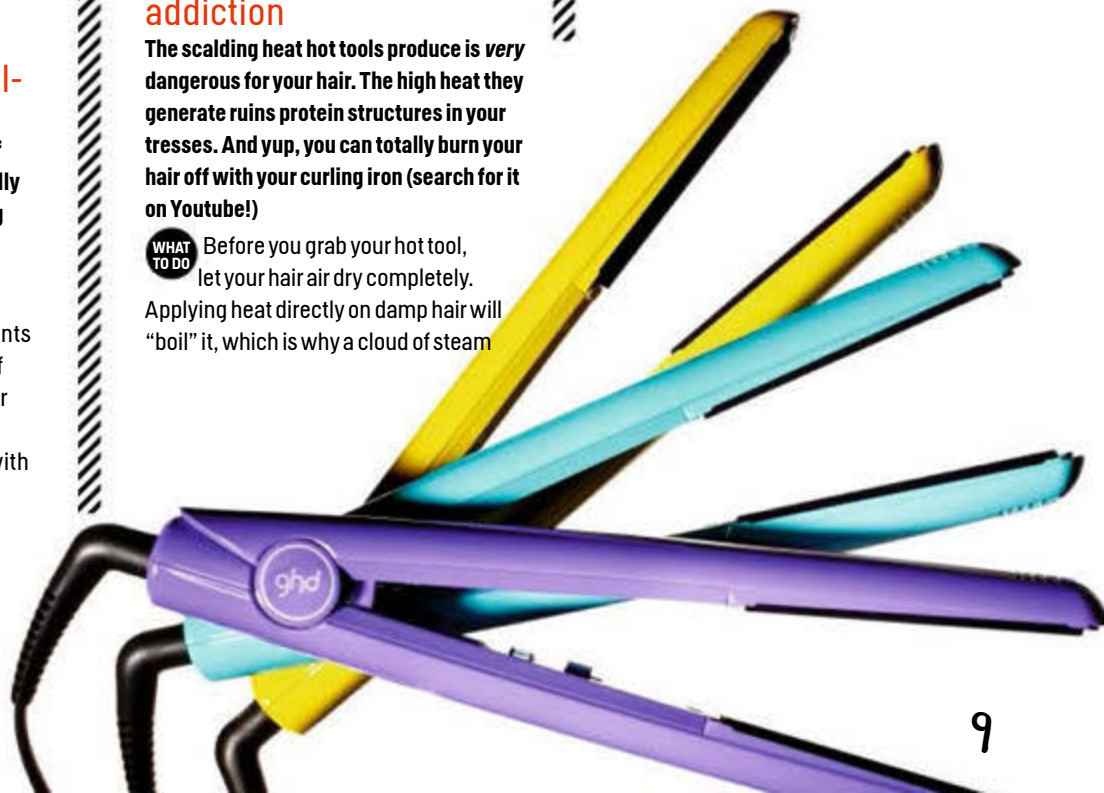 addiction
The scalding heat hot tools produce is very
dangerous for your hair. The high heat they
generate ruins protein structures in your
tresses. And yup, you can totally burn your
hair off with your curling iron (search for it
on Youtube!)
WHAT
TO DO
Before you grab your hot tool,
let your hair air dry completely.
Applying heat directly on damp hair will
“boil” it, which is why a cloud of steam
ghd
9